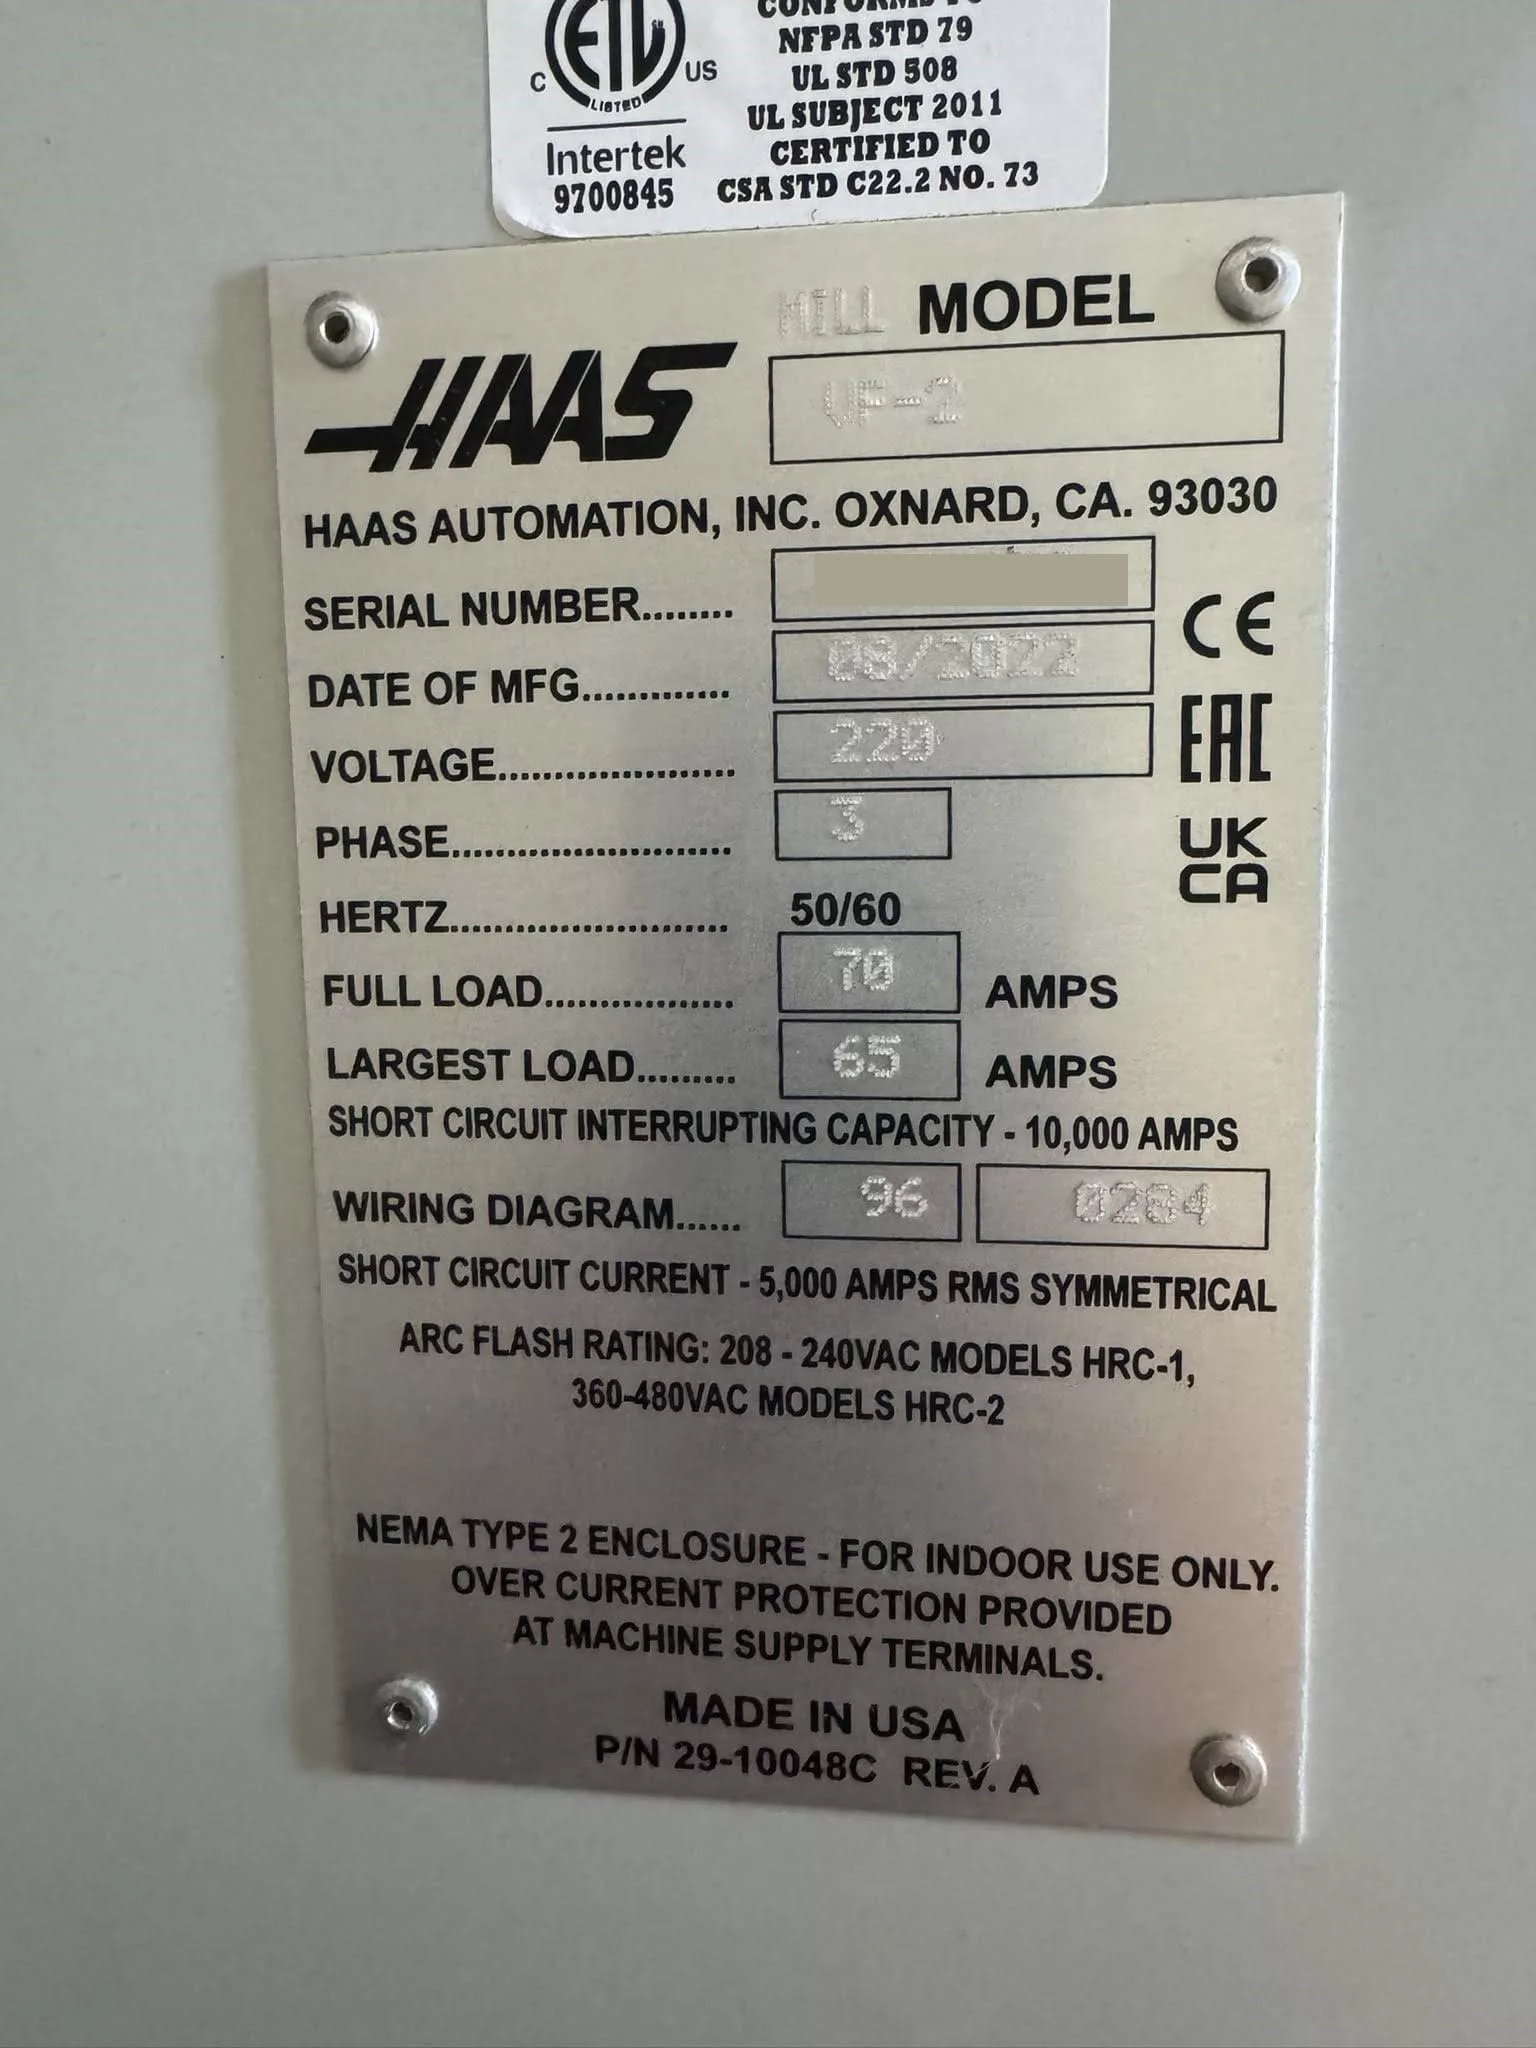 CONFORMS TO
NFPA STD 79
UL STD 508
UL SUBJECT 2011
CERTIFIED TO
CSA STD C22.2 NO. 73
ETL
LISTED
C US
Intertek
9700845
MILL MODEL
HAAS
VF-2
HAAS AUTOMATION, INC. OXNARD, CA. 93030
SERIAL NUMBER........
DATE OF MFG............. 08/2022
VOLTAGE..................... 220
PHASE......................... 3
HERTZ......................... 50/60
FULL LOAD................. 70 AMPS
LARGEST LOAD......... 65 AMPS
SHORT CIRCUIT INTERRUPTING CAPACITY - 10,000 AMPS
WIRING DIAGRAM...... 96 0284
SHORT CIRCUIT CURRENT - 5,000 AMPS RMS SYMMETRICAL
ARC FLASH RATING: 208 - 240VAC MODELS HRC-1,
360-480VAC MODELS HRC-2
CE
EAC
UK
CA
NEMA TYPE 2 ENCLOSURE - FOR INDOOR USE ONLY.
OVER CURRENT PROTECTION PROVIDED
AT MACHINE SUPPLY TERMINALS.
MADE IN USA
P/N 29-10048C REV. A